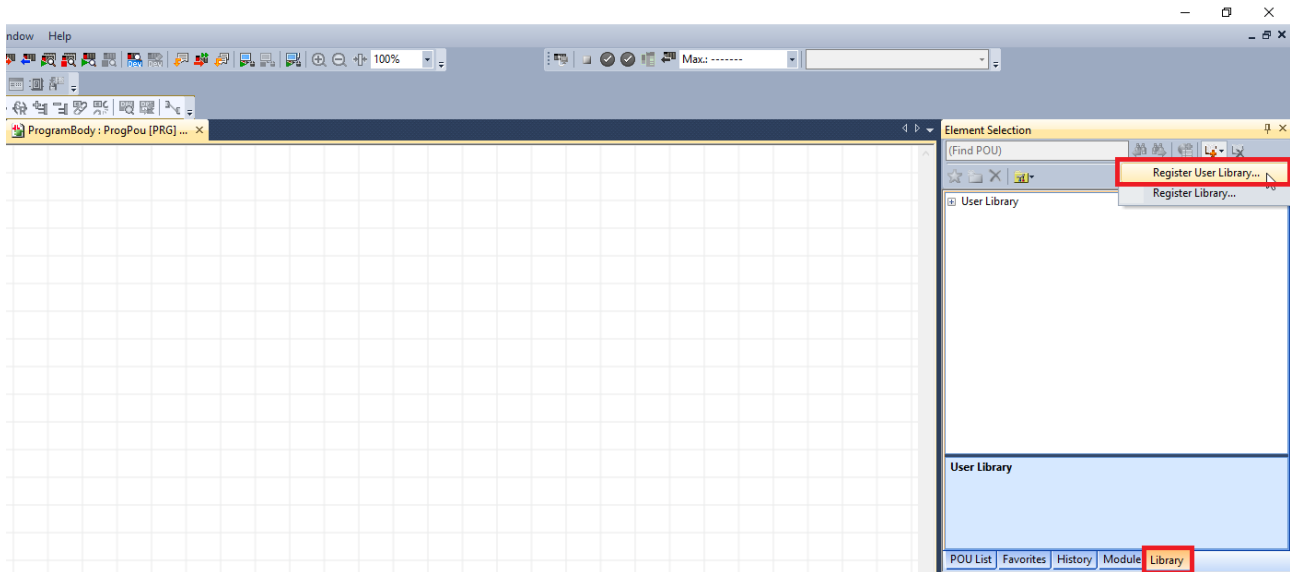 ndow Help
100%
Max.: -------
ProgramBody : ProgPou [PRG] ...
Element Selection
(Find POU)
Register User Library...
Register Library...
User Library
User Library
POU List Favorites History Module Library